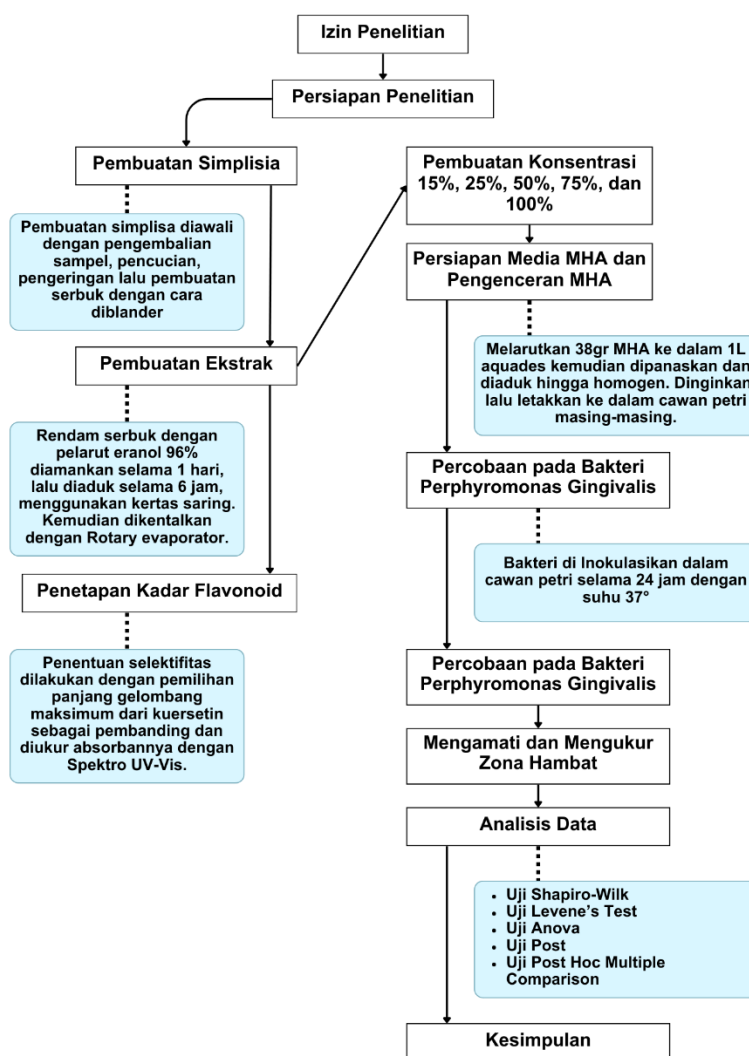 Izin Penelitian
Persiapan Penelitian
Pembuatan Simplisia
Pembuatan simplisa diawali
dengan pengembalian
sampel, pencucian,
pengeringan lalu pembuatan
serbuk dengan cara
diblander
Pembuatan Ekstrak
Rendam serbuk dengan
pelarut eranol 96%
diamankan selama 1 hari,
lalu diaduk selama 6 jam,
menggunakan kertas saring.
Kemudian dikentalkan
dengan Rotary evaporator.
Penetapan Kadar Flavonoid
Penentuan selektifitas
dilakukan dengan pemilihan
panjang gelombang
maksimum dari kuersetin
sebagai pembanding dan
diukur absorbannya dengan
Spektro UV-Vis.
Pembuatan Konsentrasi
15%, 25%, 50%, 75%, dan
100%
Persiapan Media MHA dan
Pengenceran MHA
Melarutkan 38gr MHA ke dalam 1L
aquades kemudian dipanaskan dan
diaduk hingga homogen. Dinginkan
lalu letakkan ke dalam cawan petri
masing-masing.
Percobaan pada Bakteri
Perphyromonas Gingivalis
Bakteri di Inokulasikan dalam
cawan petri selama 24 jam dengan
suhu 37°
Percobaan pada Bakteri
Perphyromonas Gingivalis
Mengamati dan Mengukur
Zona Hambat
Analisis Data
• Uji Shapiro-Wilk
• Uji Levene's Test
• Uji Anova
• Uji Post
• Uji Post Hoc Multiple
Comparison
Kesimpulan